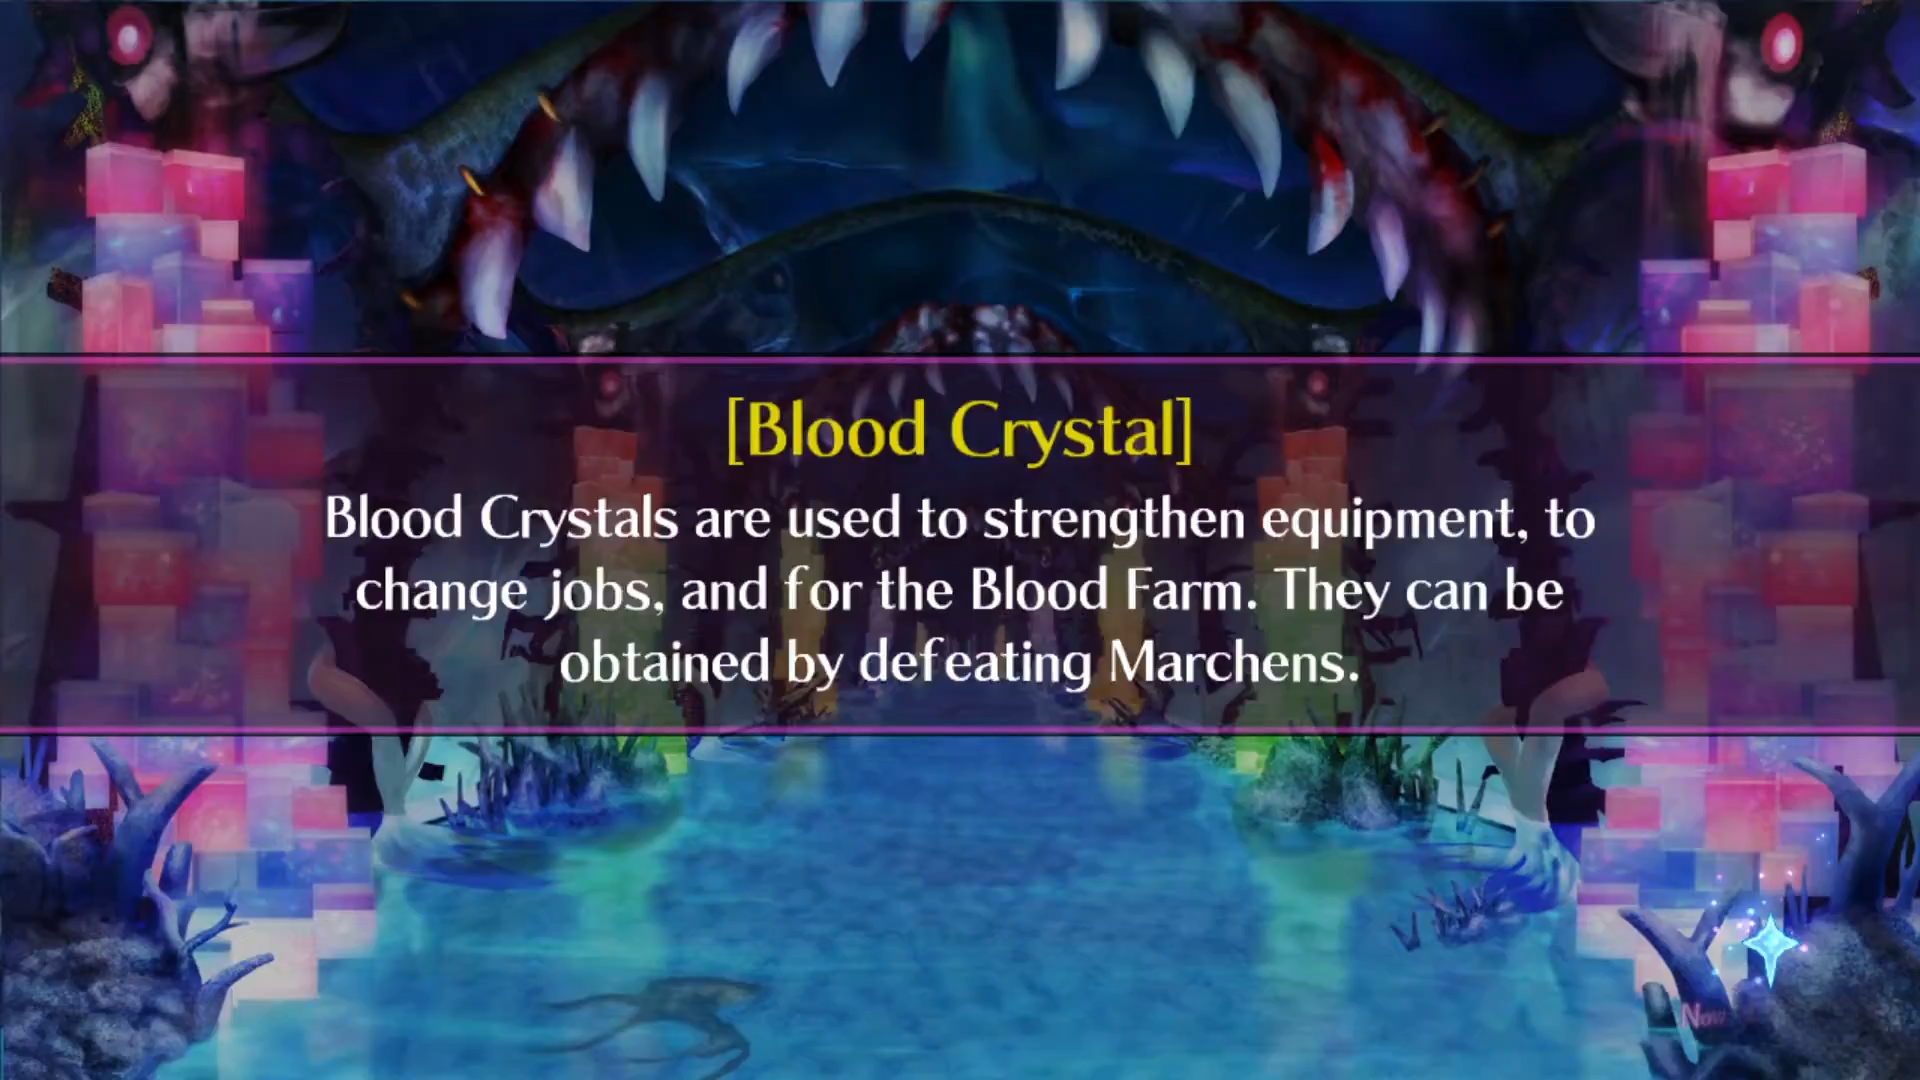 [Blood Crystal]
Blood Crystals are used to strengthen equipment, to
change jobs, and for the Blood Farm. They can be
obtained by defeating Marchens.
Now